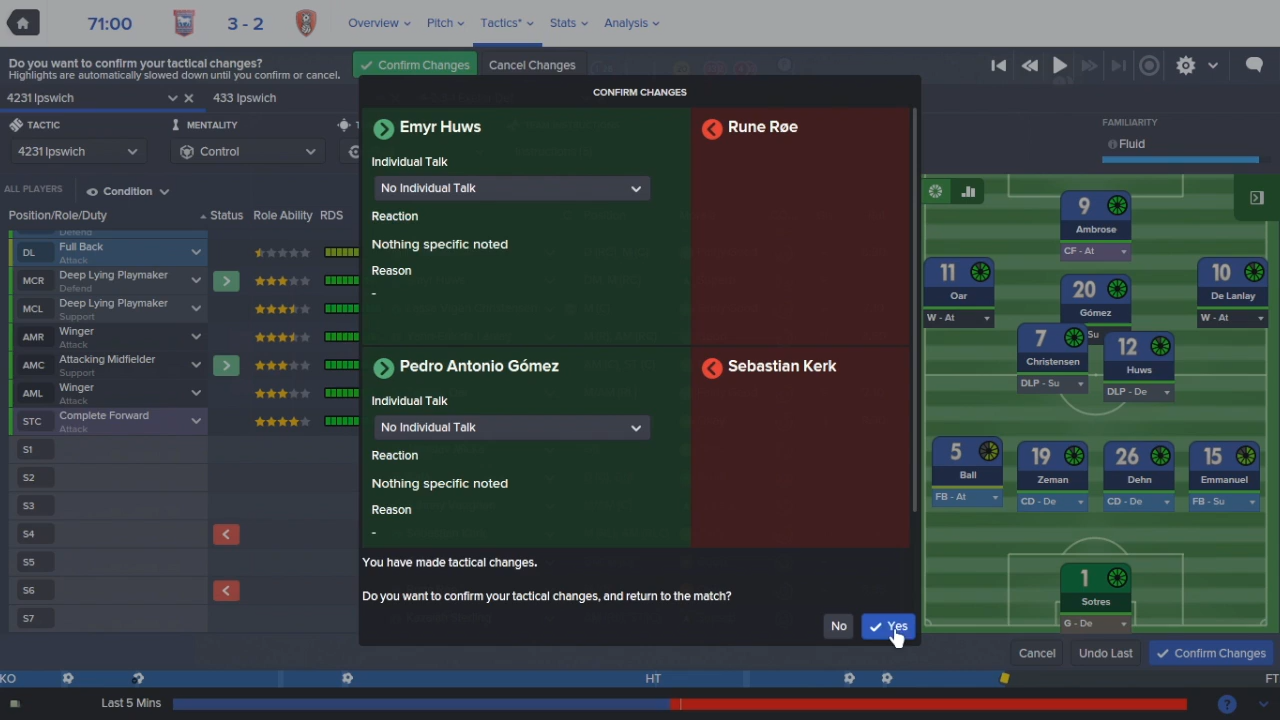 71:00
3 - 2
Overview
Pitch
Tactics*
Stats
Analysis
Do you want to confirm your tactical changes?
Highlights are automatically slowed down until you confirm or cancel.
Confirm Changes
Cancel Changes
4231 Ipswich
433 Ipswich
CONFIRM CHANGES
TACTIC
MENTALITY
4231 Ipswich
Control
FAMILIARITY
Fluid
ALL PLAYERS
Condition
Position/Role/Duty
Status
Role Ability
RDS
Defend
DL
Full Back
Attack
MCR
Deep Lying Playmaker
Defend
MCL
Deep Lying Playmaker
Support
AMR
Winger
Attack
AMC
Attacking Midfielder
Support
AML
Winger
Attack
STC
Complete Forward
Attack
S1
S2
S3
S4
S5
S6
S7
Emyr Huws
Rune Røe
Individual Talk
No Individual Talk
Reaction
Nothing specific noted
Reason
-
Pedro Antonio Gómez
Sebastian Kerk
Individual Talk
No Individual Talk
Reaction
Nothing specific noted
Reason
-
You have made tactical changes.
Do you want to confirm your tactical changes, and return to the match?
No
Yes
9
Ambrose
CF - At
11
Oar
W - At
20
Gómez
Su
10
De Lanlay
W - At
7
Christensen
DLP - Su
12
Huws
DLP - De
5
Ball
FB - At
19
Zeman
CD - De
26
Dehn
CD - De
15
Emmanuel
FB - Su
1
Sotres
G - De
Cancel
Undo Last
Confirm Changes
KO
HT
FT
Last 5 Mins
?